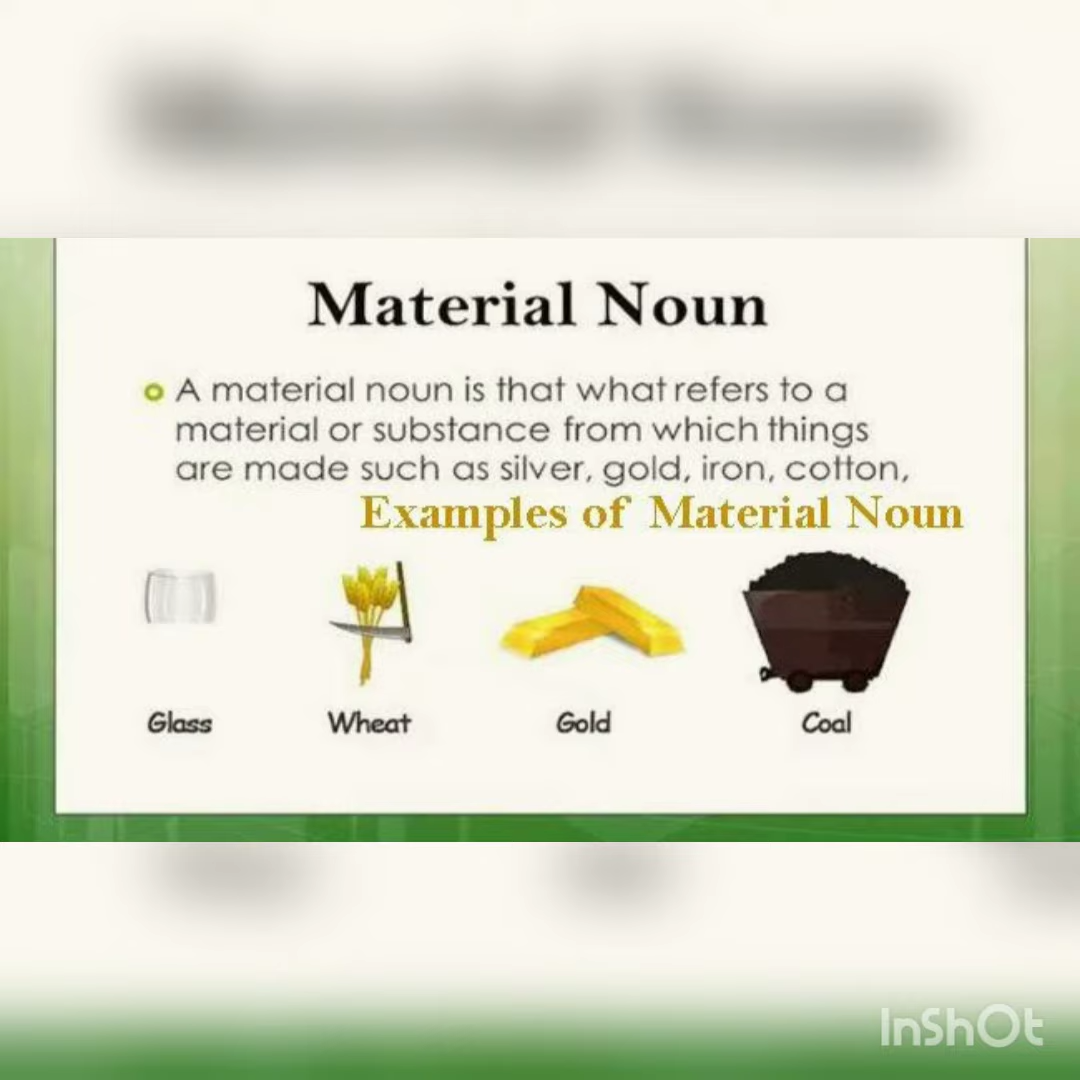 Material Noun
A material noun is that what refers to a
material or substance from which things
are made such as silver, gold, iron, cotton,
Examples of Material Noun
Glass Wheat Gold Coal
InShOt